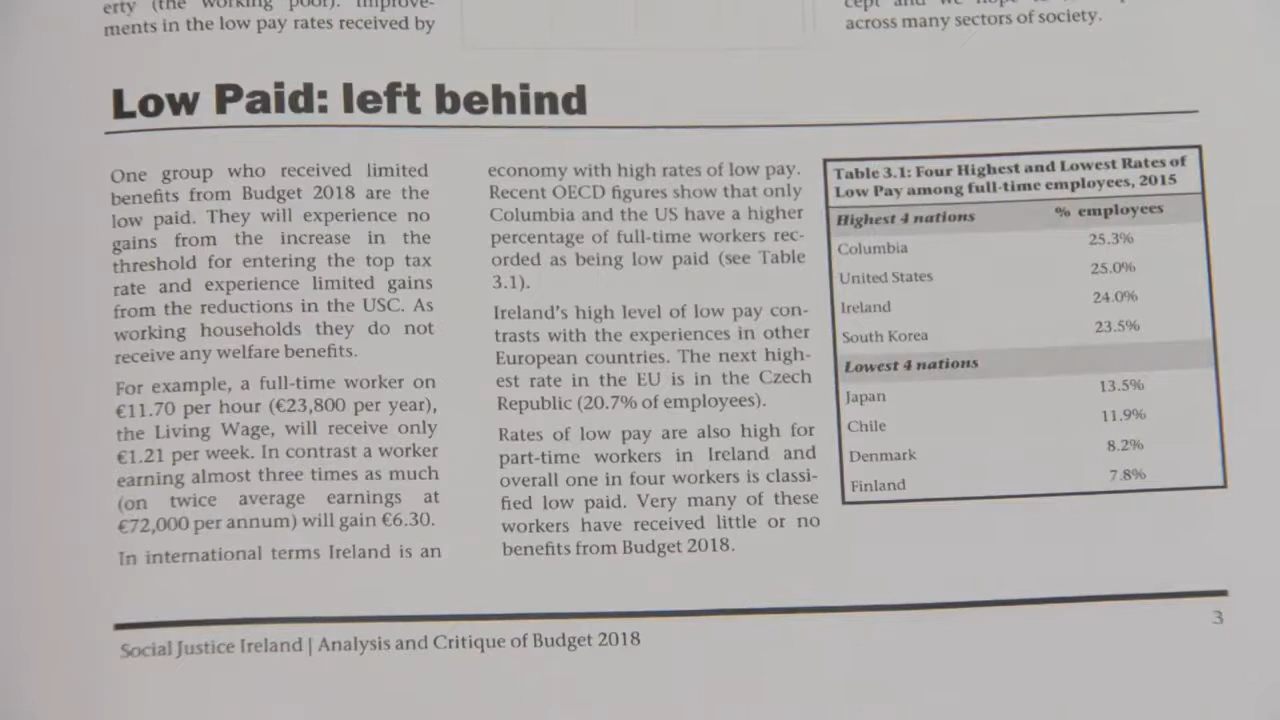 erty (the working poor). Improve-
ments in the low pay rates received by
across many sectors of society.
Low Paid: left behind
One group who received limited
benefits from Budget 2018 are the
low paid. They will experience no
gains from the increase in the
threshold for entering the top tax
rate and experience limited gains
from the reductions in the USC. As
working households they do not
receive any welfare benefits.
For example, a full-time worker on
€11.70 per hour (€23,800 per year),
the Living Wage, will receive only
€1.21 per week. In contrast a worker
earning almost three times as much
(on twice average earnings at
€72,000 per annum) will gain €6.30.
In international terms Ireland is an
economy with high rates of low pay.
Recent OECD figures show that only
Columbia and the US have a higher
percentage of full-time workers rec-
orded as being low paid (see Table
3.1).
Ireland's high level of low pay con-
trasts with the experiences in other
European countries. The next high-
est rate in the EU is in the Czech
Republic (20.7% of employees).
Rates of low pay are also high for
part-time workers in Ireland and
overall one in four workers is classi-
fied low paid. Very many of these
workers have received little or no
benefits from Budget 2018.
Table 3.1: Four Highest and Lowest Rates of
Low Pay among full-time employees, 2015
Highest 4 nations % employees
Columbia 25.3%
United States 25.0%
Ireland 24.0%
South Korea 23.5%
Lowest 4 nations
Japan 13.5%
Chile 11.9%
Denmark 8.2%
Finland 7.8%
Social Justice Ireland | Analysis and Critique of Budget 2018
3